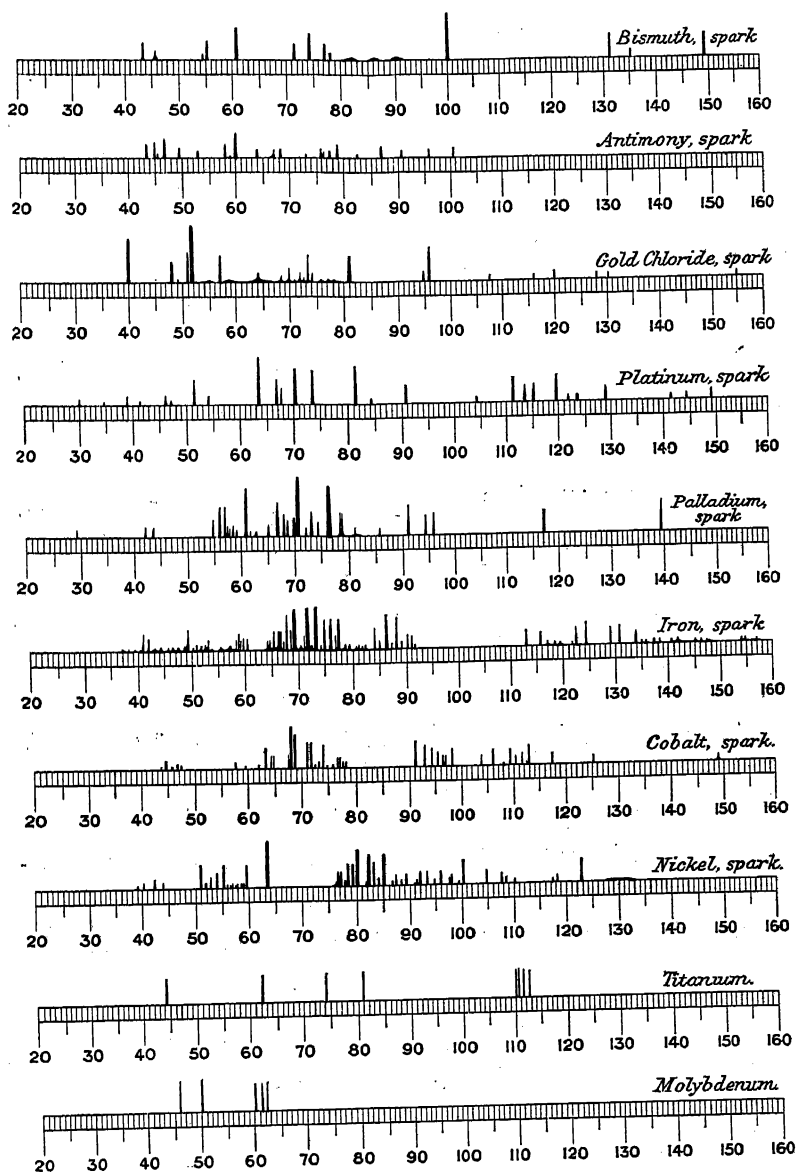 Bismuth, spark
20 30 40 50 60 70 80 90 100 110 120 130 140 150 160
Antimony, spark
20 30 40 50 60 70 80 90 100 110 120 130 140 150 160
Gold Chloride, spark
20 30 40 50 60 70 80 90 100 110 120 130 140 150 160
Platinum, spark
20 30 40 50 60 70 80 90 100 110 120 130 140 150 160
Palladium,
spark
20 30 40 50 60 70 80 90 100 110 120 130 140 150 160
Iron, spark
20 30 40 50 60 70 80 90 100 110 120 130 140 150 160
Cobalt, spark.
20 30 40 50 60 70 80 90 100 110 120 130 140 150 160
Nickel, spark.
20 30 40 50 60 70 80 90 100 110 120 130 140 150 160
Titanium.
20 30 40 50 60 70 80 90 100 110 120 130 140 150 160
Molybdenum.
20 30 40 50 60 70 80 90 100 110 120 130 140 150 160